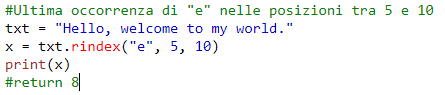 #Ultima occorrenza di "e" nelle posizioni tra 5 e 10
txt = "Hello, welcome to my world."
x = txt.rindex("e", 5, 10)
print(x)
#return 8